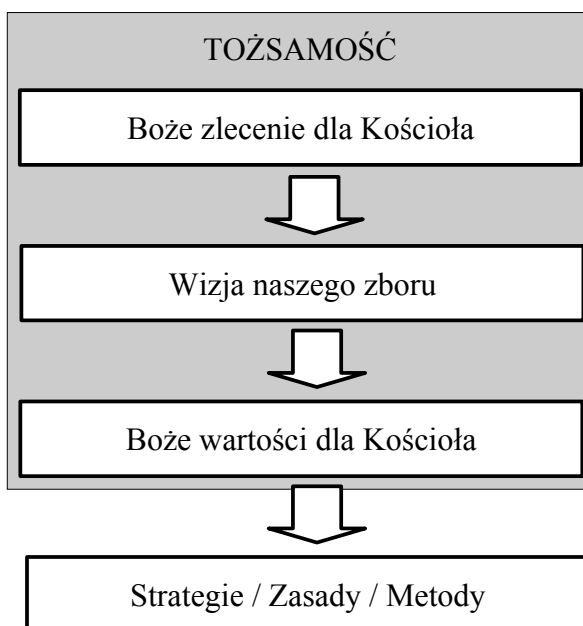 TOŻSAMOŚĆ
Boże zlecenie dla Kościoła
Wizja naszego zboru
Boże wartości dla Kościoła
Strategie / Zasady / Metody